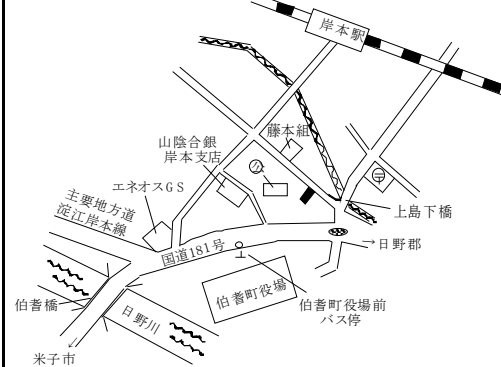 岸本駅
藤本組
山陰合銀
岸本支店
エネオスGS
主要地方道
淀江岸本線
上島下橋
→日野郡
国道181号
伯耆橋
日野川
伯耆町役場
伯耆町役場前
バス停
米子市